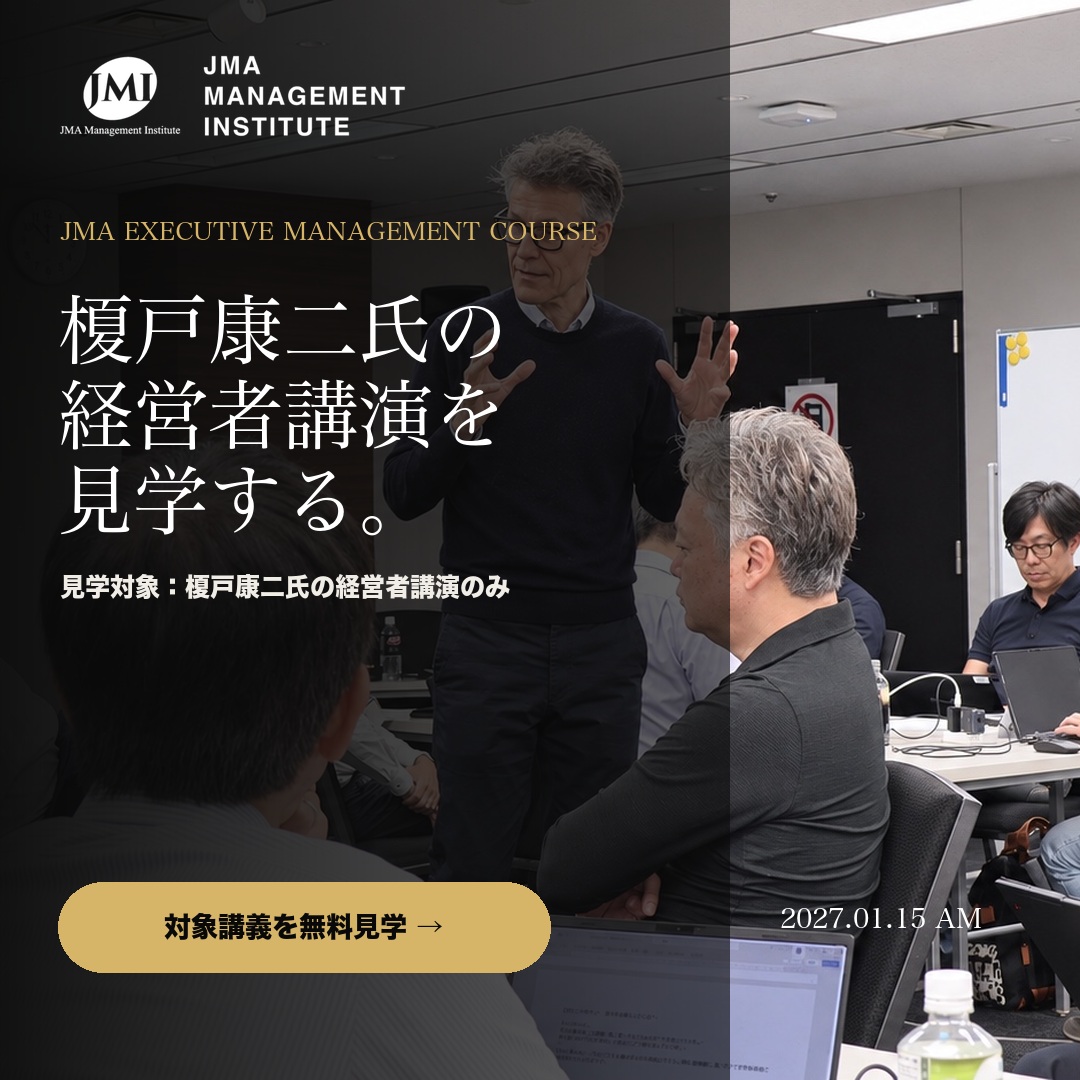 JMI
JMA Management Institute
JMA
MANAGEMENT
INSTITUTE
JMA EXECUTIVE MANAGEMENT COURSE
榎戸康二氏の
経営者講演を
見学する。
見学対象：榎戸康二氏の経営者講演のみ
対象講義を無料見学 →
2027.01.15 AM